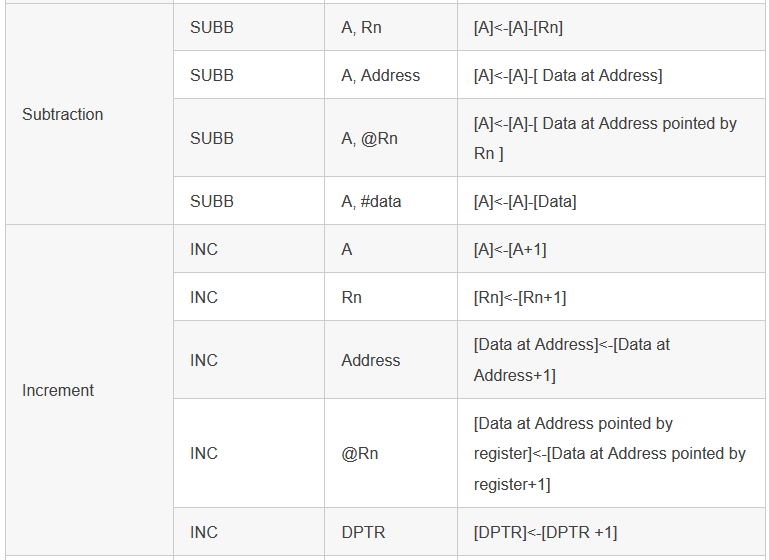 SUBB A, Rn [A]<-[A]-[Rn]
SUBB A, Address [A]<-[A]-[ Data at Address]
Subtraction
SUBB A, @Rn [A]<-[A]-[ Data at Address pointed by
Rn ]
SUBB A, #data [A]<-[A]-[Data]
INC A [A]<-[A+1]
INC Rn [Rn]<-[Rn+1]
INC Address [Data at Address]<-[Data at
Address+1]
Increment
INC @Rn [Data at Address pointed by
register]<-[Data at Address pointed by
register+1]
INC DPTR [DPTR]<-[DPTR +1]